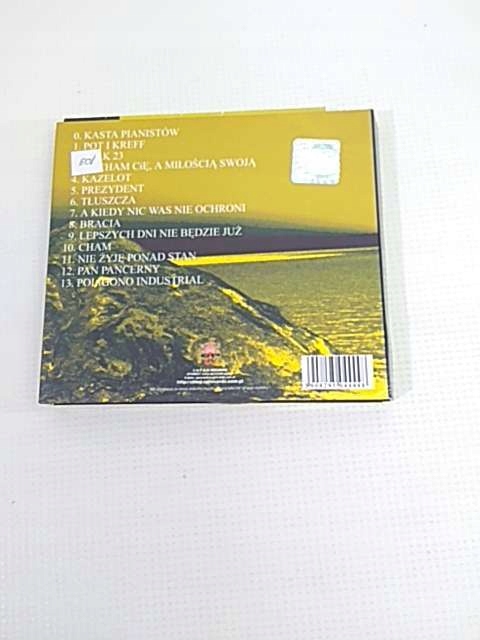 0. KASTA PIANISTÓW
1. POT I KREFF
K 23
CHAM CIĘ, A MIŁOŚCIĄ SWOJĄ
4. KAZELOT
5. PREZYDENT
6. TŁUSZCZA
7. A KIEDY NIC WAS NIE OCHRONI
8. BRACIA
9. LEPSZYCH DNI NIE BĘDZIE JUŻ
10. CHAM
11. NIE ŻYJĘ PONAD STAN
12. PAN PANCERNY
13. POLIGONO INDUSTRIAL